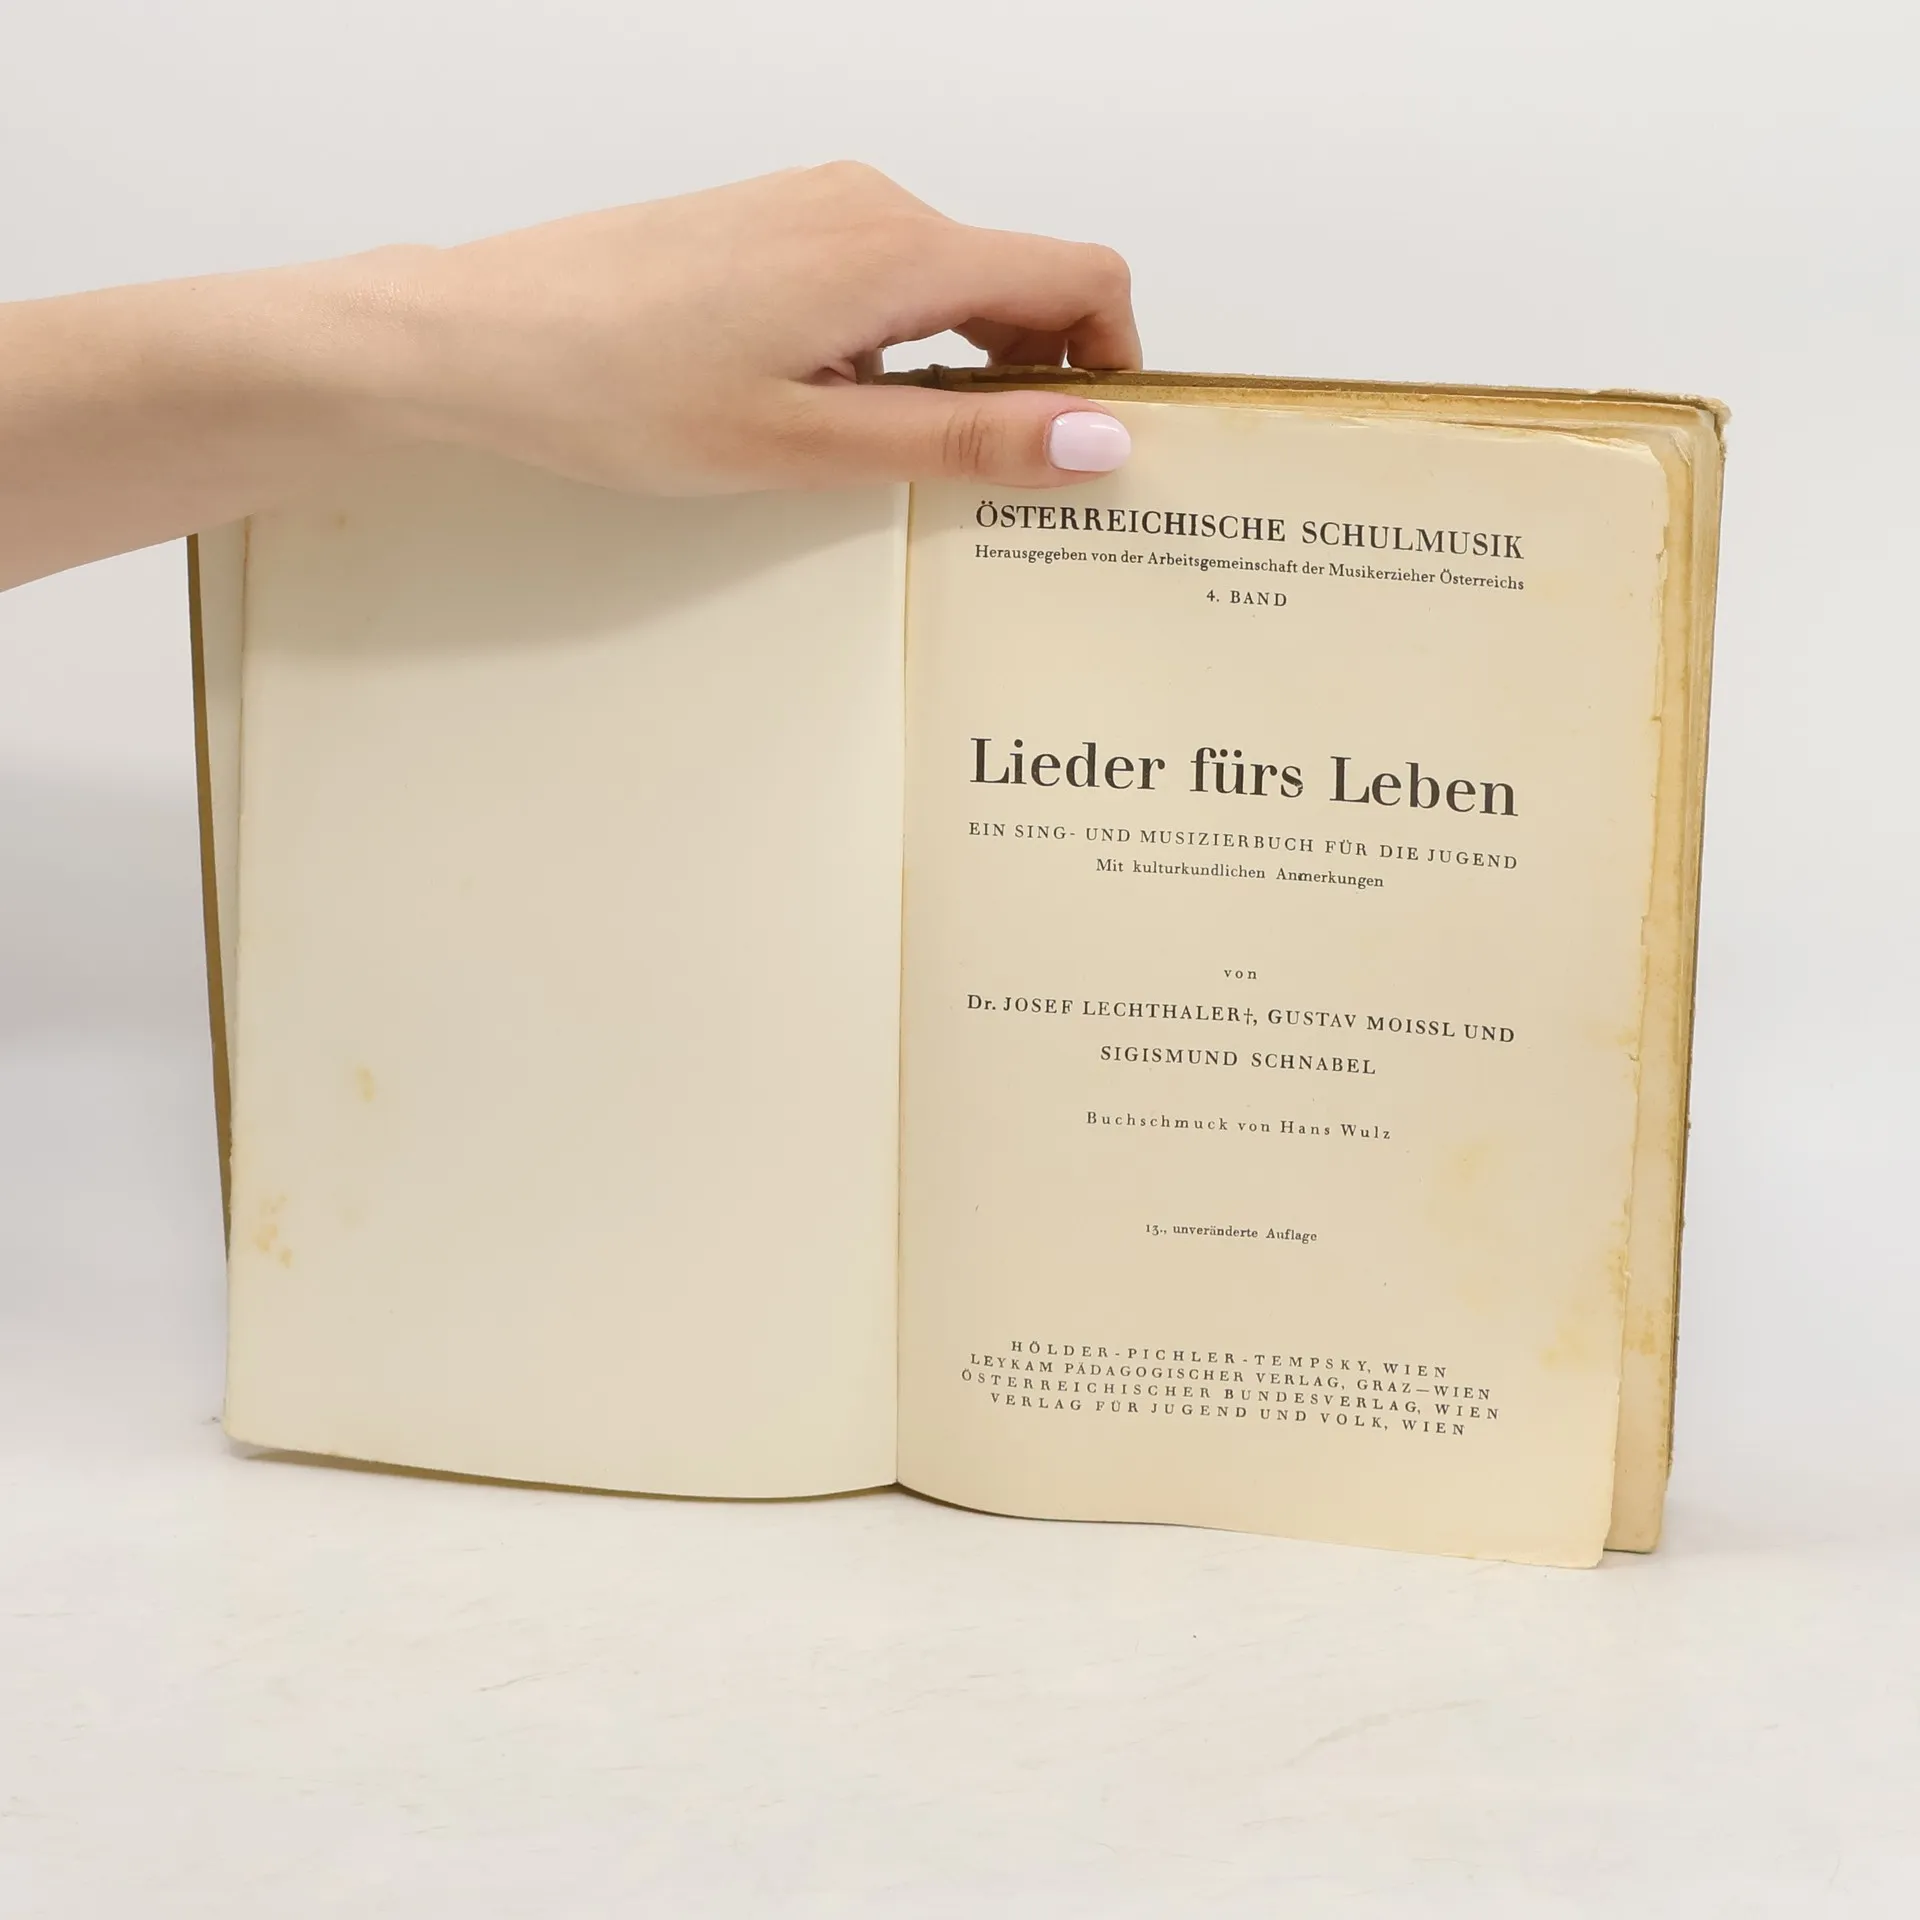 ÖSTERREICHISCHE SCHULMUSIK
Herausgegeben von der Arbeitsgemeinschaft der Musikerzieher Österreichs
4. BAND
Lieder fürs Leben
EIN SING- UND MUSIZIERBUCH FÜR DIE JUGEND
Mit kulturkundlichen Anmerkungen
von
Dr. JOSEF LECHTHALER†, GUSTAV MOISSL UND
SIGISMUND SCHNABEL
Buchschmuck von Hans Wulz
13., unveränderte Auflage
HÖLDER-PICHLER-TEMPSKY, WIEN
LEYKAM PÄDAGOGISCHER VERLAG, GRAZ—WIEN
ÖSTERREICHISCHER BUNDESVERLAG, WIEN
VERLAG FÜR JUGEND UND VOLK, WIEN